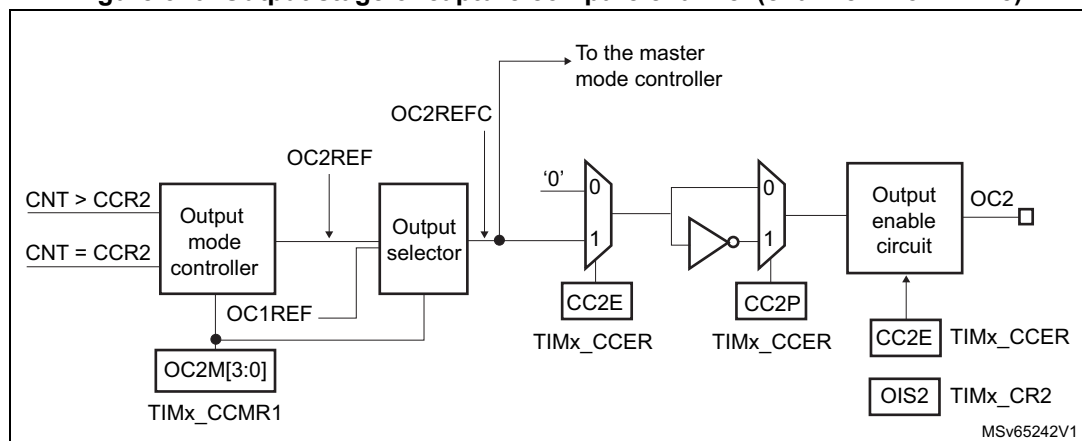 To the master
mode controller
OC2REFC
OC2REF
'0'
0
0
CNT > CCR2
Output
mode
controller
Output
selector
Output
enable
circuit
OC2
CNT = CCR2
1
1
OC1REF
CC2E
CC2P
TIMx_CCER
TIMx_CCER
CC2E
TIMx_CCER
OC2M[3:0]
TIMx_CCMR1
OIS2
TIMx_CR2
MSv65242V1